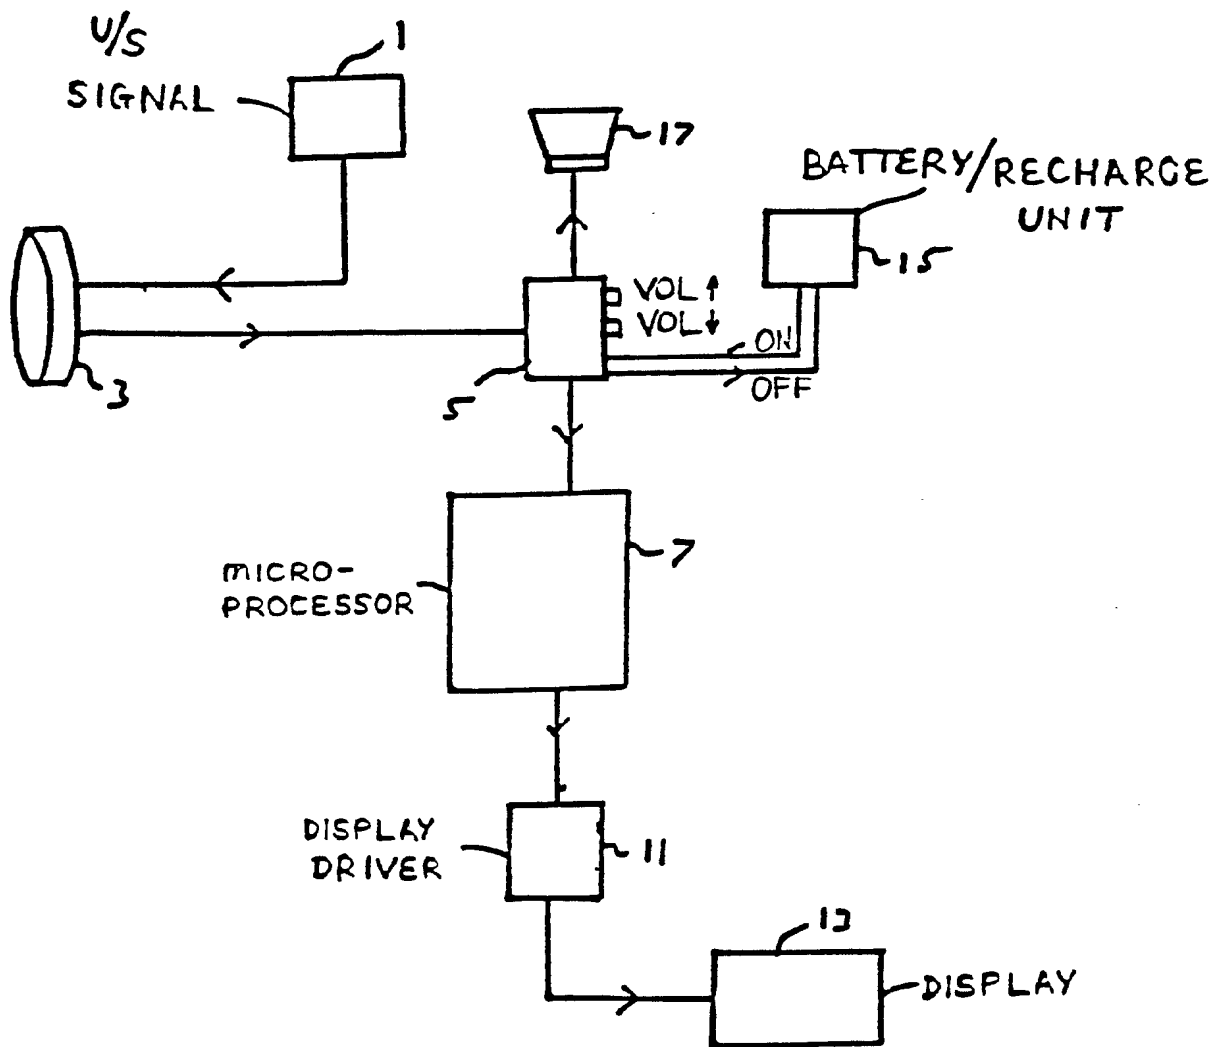 U/S
SIGNAL
1
17
BATTERY/RECHARGE
UNIT
15
VOL ↑
VOL ↓
ON
OFF
3
5
7
MICRO-
PROCESSOR
DISPLAY
DRIVER
11
13
DISPLAY